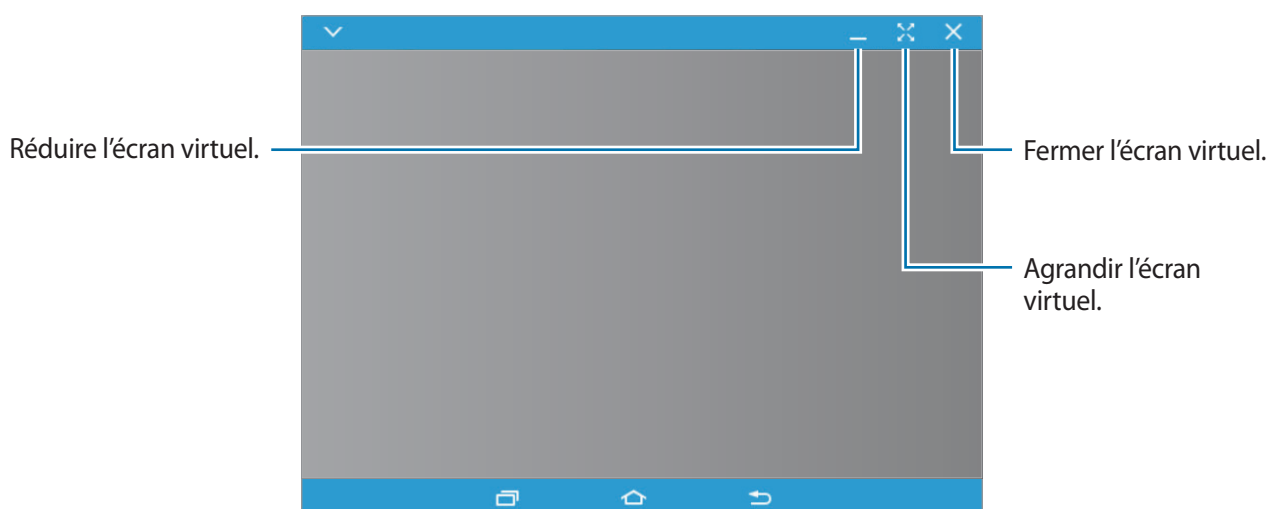 Réduire l’écran virtuel.
Fermer l’écran virtuel.
Agrandir l’écran
virtuel.